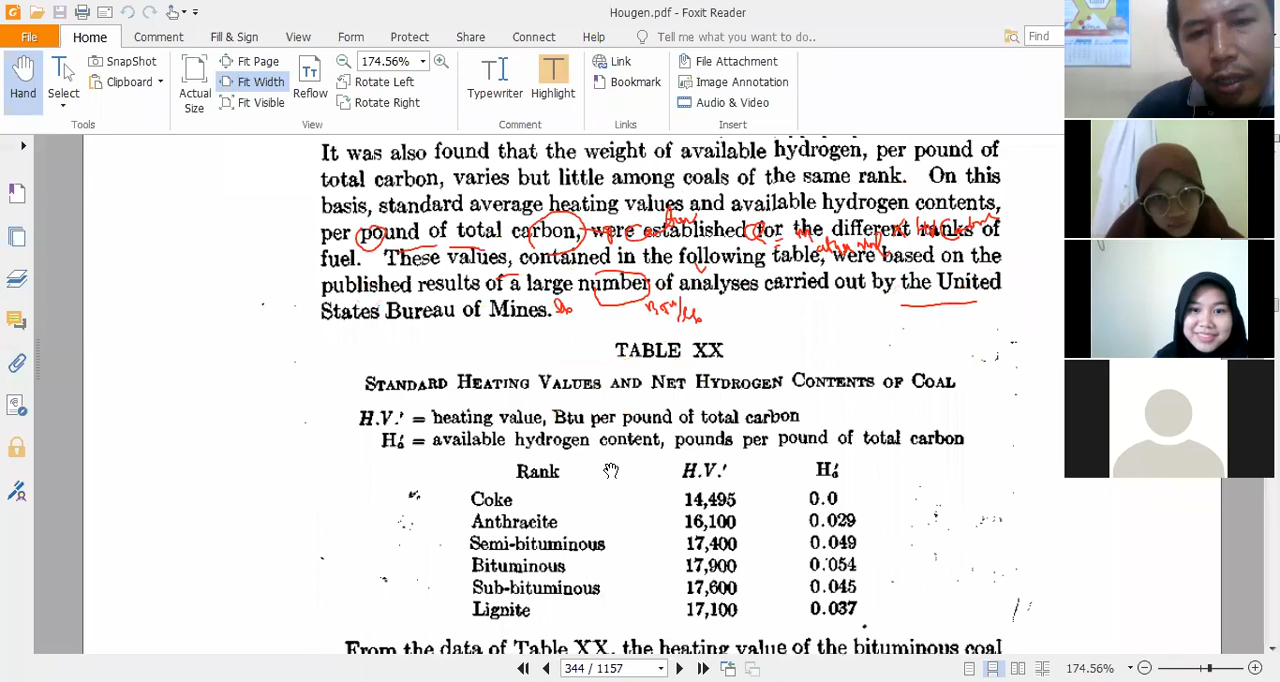 Hougen.pdf - Foxit Reader
File Home Comment Fill & Sign View Form Protect Share Connect Help Tell me what you want to do.. Find
Hand
Select
SnapShot
Clipboard
Actual Size
Fit Page
Fit Width
Fit Visible
Reflow
174.56%
Rotate Left
Rotate Right
Typewriter
Highlight
Link
Bookmark
File Attachment
Image Annotation
Audio & Video
Tools View Comment Links Insert
It was also found that the weight of available hydrogen, per pound of
total carbon, varies but little among coals of the same rank. On this
basis, standard average heating values and available hydrogen contents,
per pound of total carbon, were established for the different ranks of
fuel. These values, contained in the following table, were based on the
published results of a large number of analyses carried out by the United
States Bureau of Mines.
TABLE XX
STANDARD HEATING VALUES AND NET HYDROGEN CONTENTS OF COAL
H.V.' = heating value, Btu per pound of total carbon
H'a = available hydrogen content, pounds per pound of total carbon
Rank H.V.' H'a
Coke 14,495 0.0
Anthracite 16,100 0.029
Semi-bituminous 17,400 0.049
Bituminous 17,900 0.054
Sub-bituminous 17,600 0.045
Lignite 17,100 0.037
From the data of Table XX, the heating value of the bituminous coal
344 / 1157
174.56%